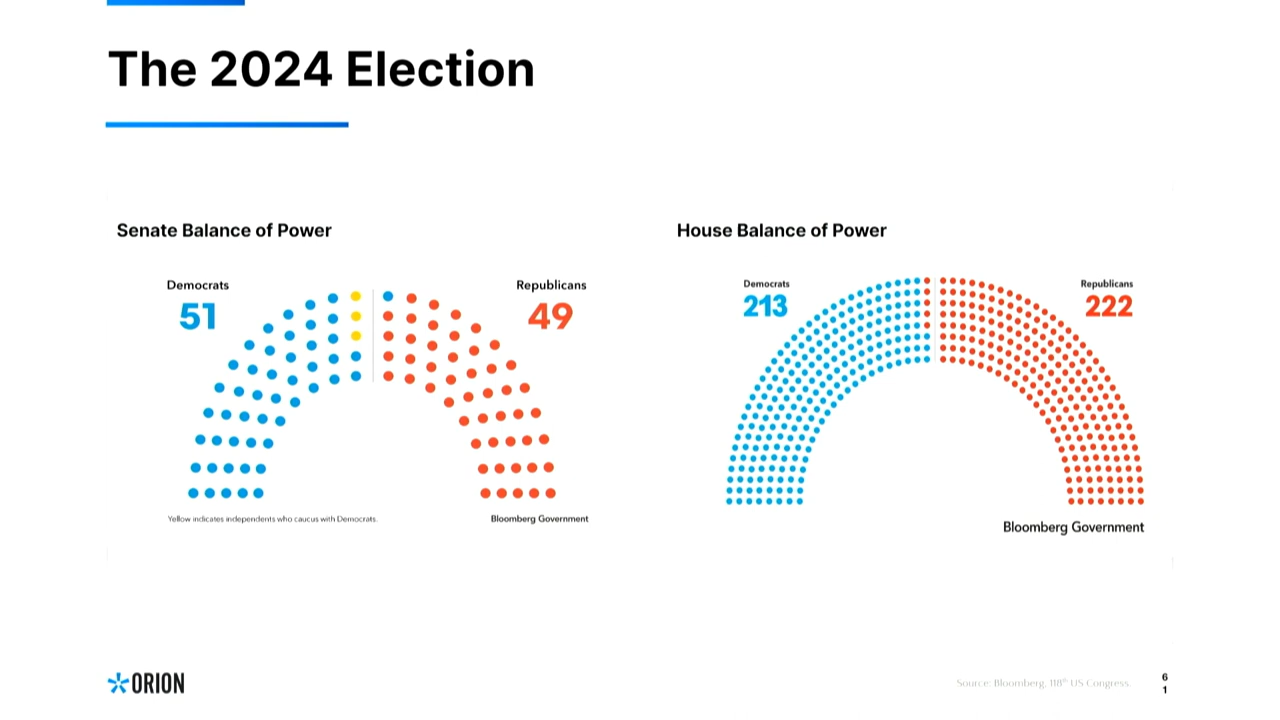 The 2024 Election
Senate Balance of Power
Democrats
51
Republicans
49
Yellow indicates independents who caucus with Democrats.
Bloomberg Government
House Balance of Power
Democrats
213
Republicans
222
Bloomberg Government
ORION
Source: Bloomberg, 118th US Congress.
6
1